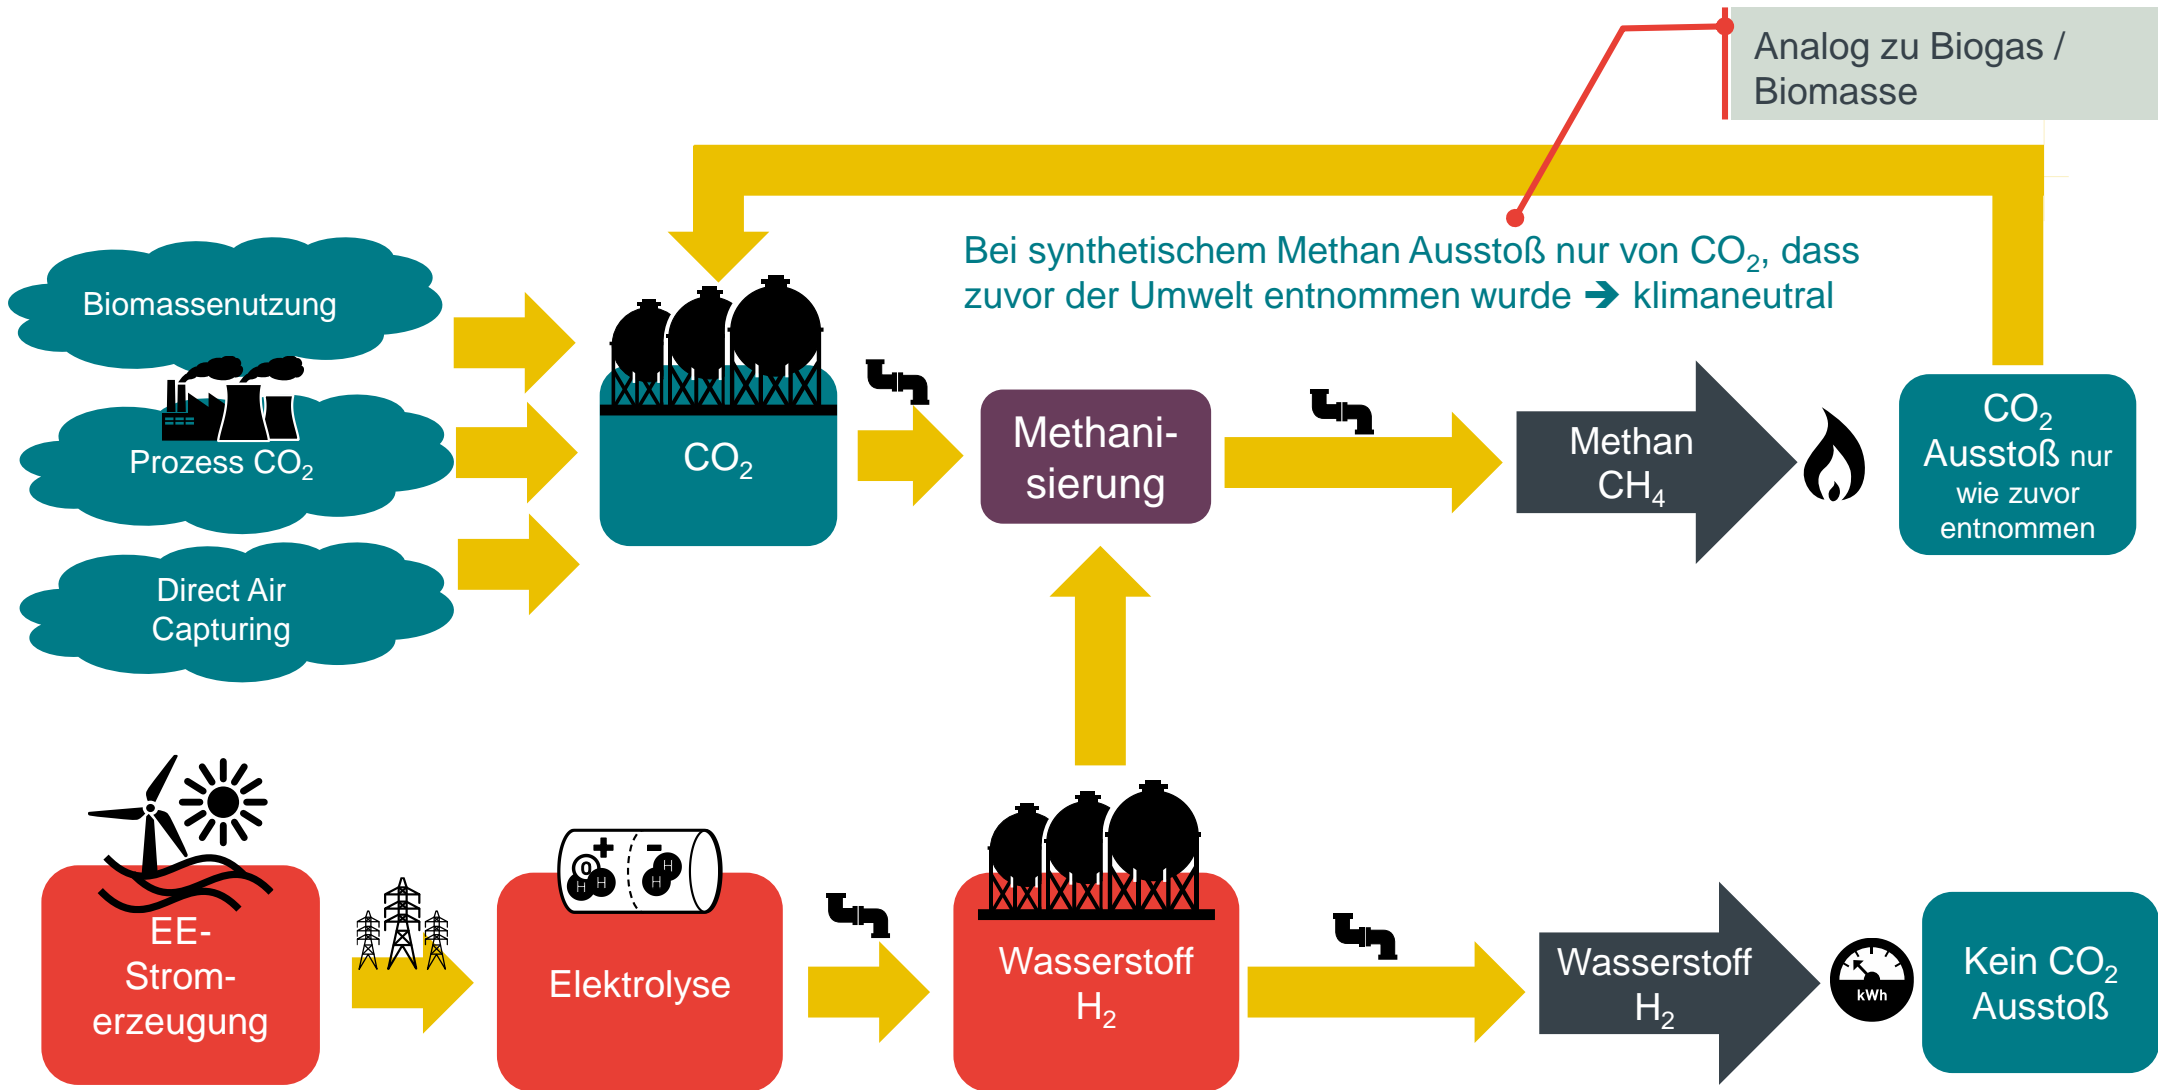 Analog zu Biogas /
Biomasse
Bei synthetischem Methan Ausstoß nur von CO₂, dass
zuvor der Umwelt entnommen wurde ➔ klimaneutral
Biomassenutzung
Prozess CO₂
Direct Air
Capturing
CO₂
Methani-
sierung
Methan
CH₄
CO₂
Ausstoß nur
wie zuvor
entnommen
EE-
Strom-
erzeugung
+ -
O H H H H
Elektrolyse
Wasserstoff
H₂
Wasserstoff
H₂
kWh
Kein CO₂
Ausstoß